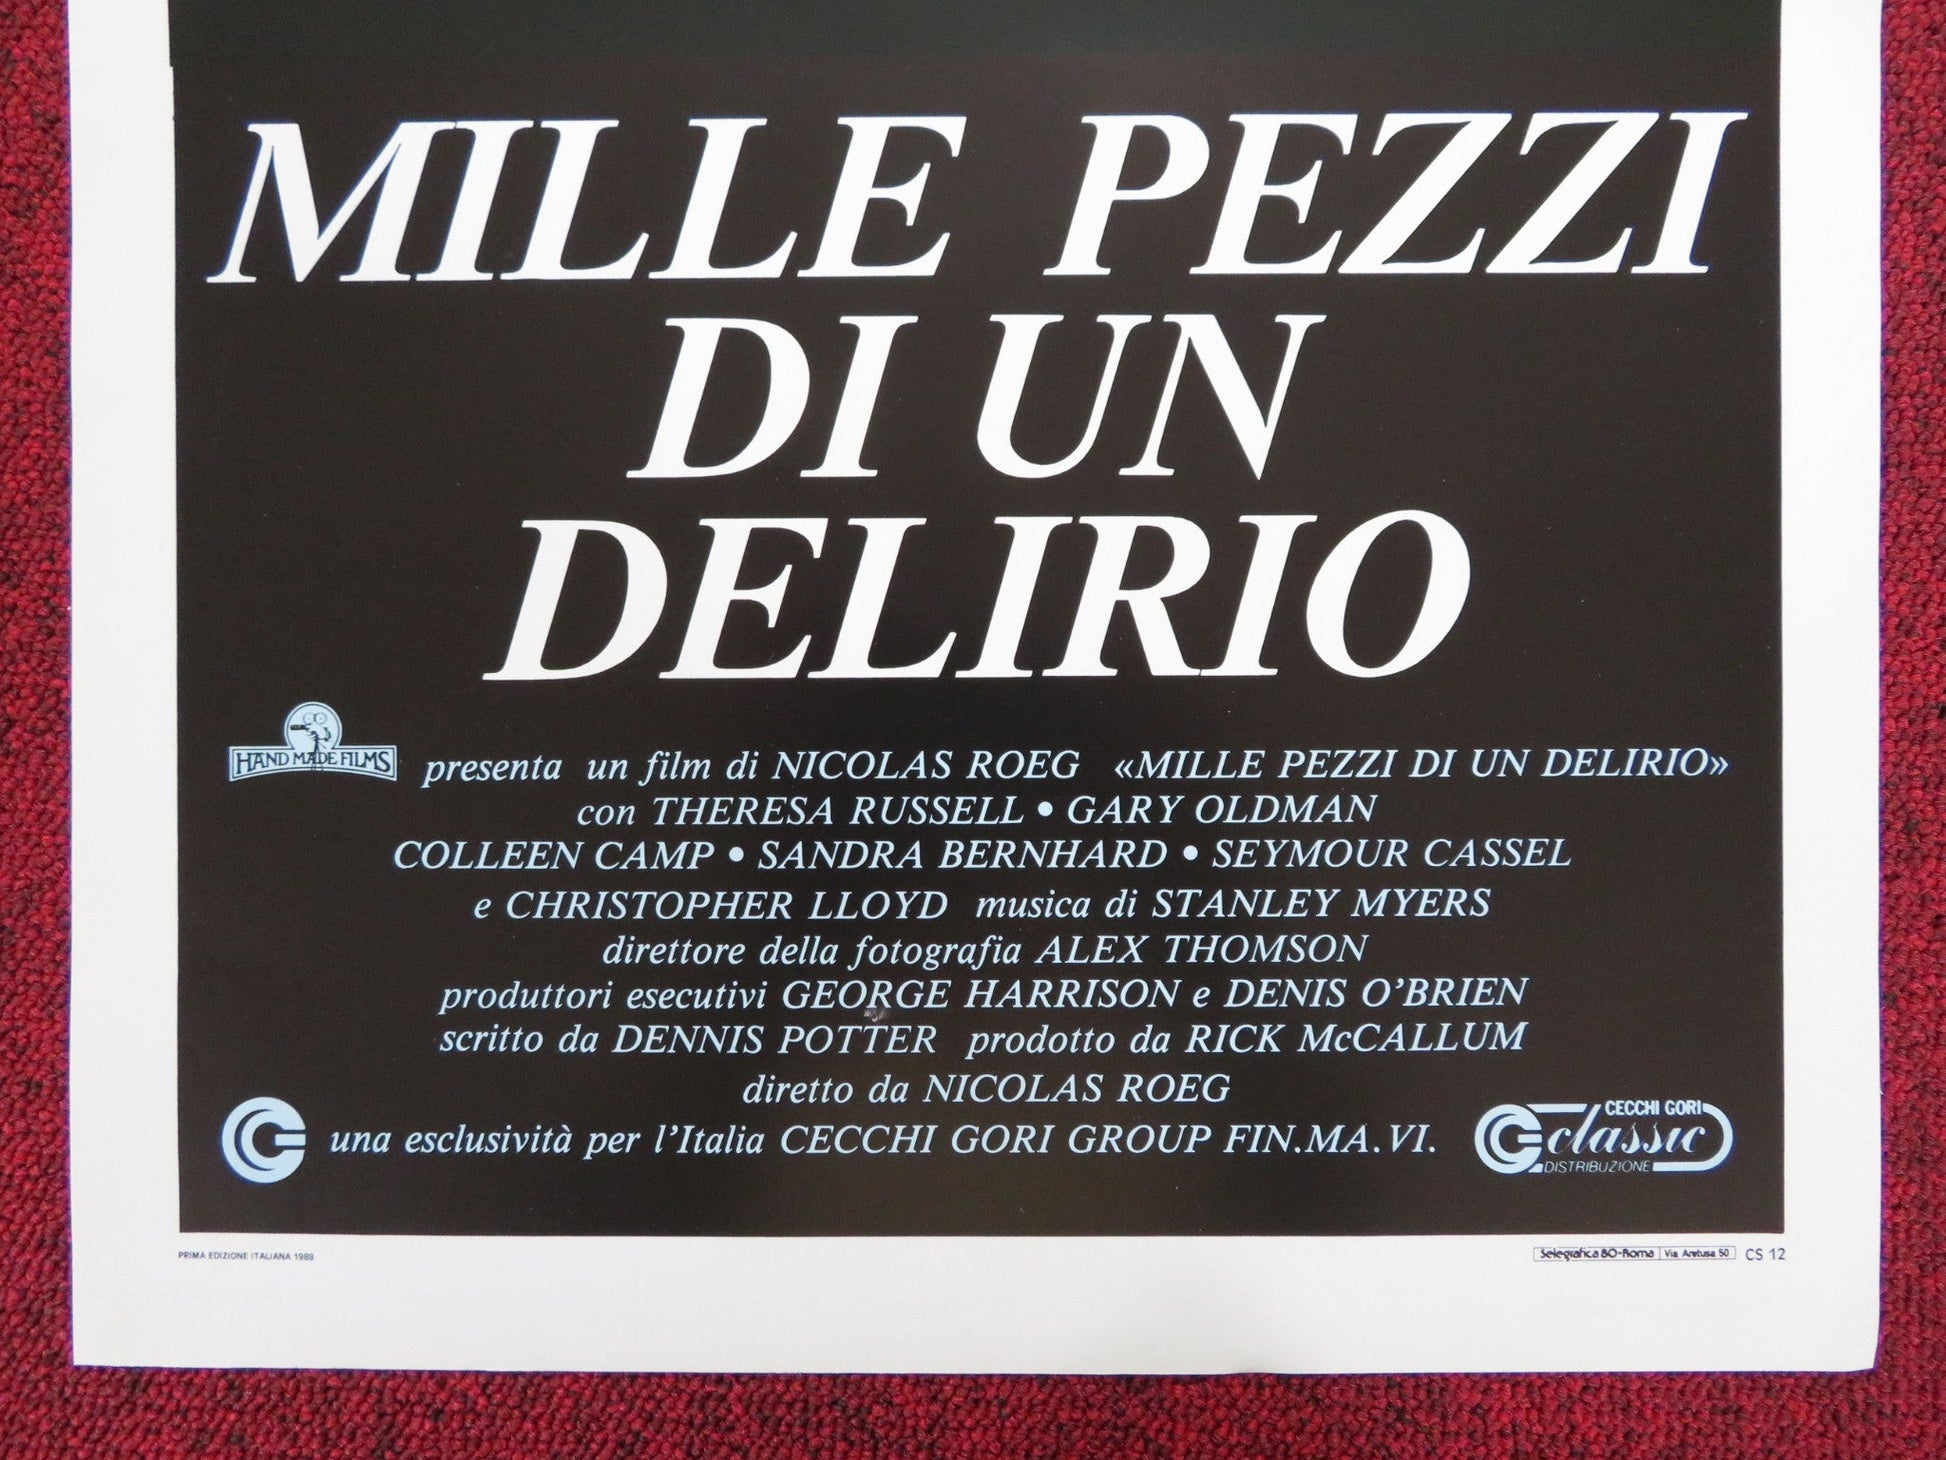 MILLE PEZZI
DI UN
DELIRIO
HANDMADE FILMS presenta un film di NICOLAS ROEG «MILLE PEZZI DI UN DELIRIO»
con THERESA RUSSELL • GARY OLDMAN
COLLEEN CAMP • SANDRA BERNHARD • SEYMOUR CASSEL
e CHRISTOPHER LLOYD musica di STANLEY MYERS
direttore della fotografia ALEX THOMSON
produttori esecutivi GEORGE HARRISON e DENIS O'BRIEN
scritto da DENNIS POTTER prodotto da RICK McCALLUM
diretto da NICOLAS ROEG
una esclusività per l'Italia CECCHI GORI GROUP FIN.MA.VI.
CECCHI GORI
classic
DISTRIBUZIONE
PRIMA EDIZIONE ITALIANA 1988
Selegrafica 80-Roma Via Aretusa 50 CS 12